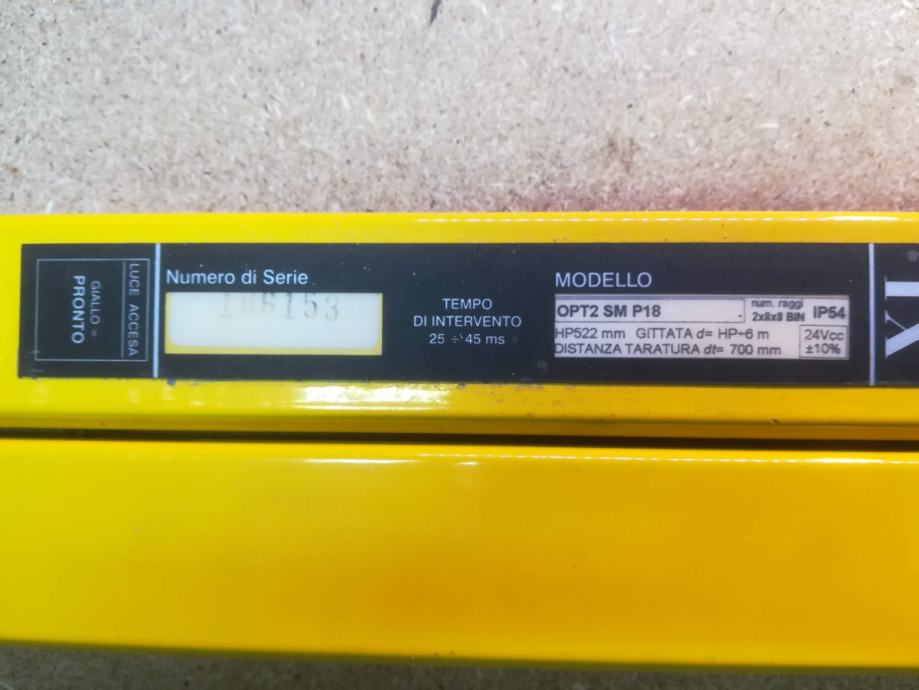 LUCE ACCESA
GIALLO =
PRONTO
Numero di Serie
106153
TEMPO
DI INTERVENTO
25 ÷ 45 ms
MODELLO
OPT2 SM P18
num. raggi
2x8x8 BIN
IP54
HP522 mm GITTATA d= HP÷6 m
DISTANZA TARATURA dt= 700 mm
24Vcc
±10%